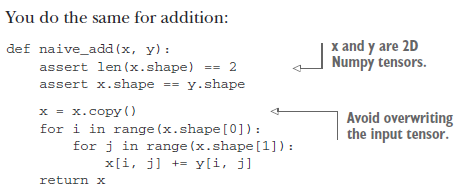 You do the same for addition:
def naive_add(x, y):
    assert len(x.shape) == 2
    assert x.shape == y.shape
x and y are 2D
Numpy tensors.
    x = x.copy()
    for i in range(x.shape[0]):
        for j in range(x.shape[1]):
            x[i, j] += y[i, j]
    return x
Avoid overwriting
the input tensor.